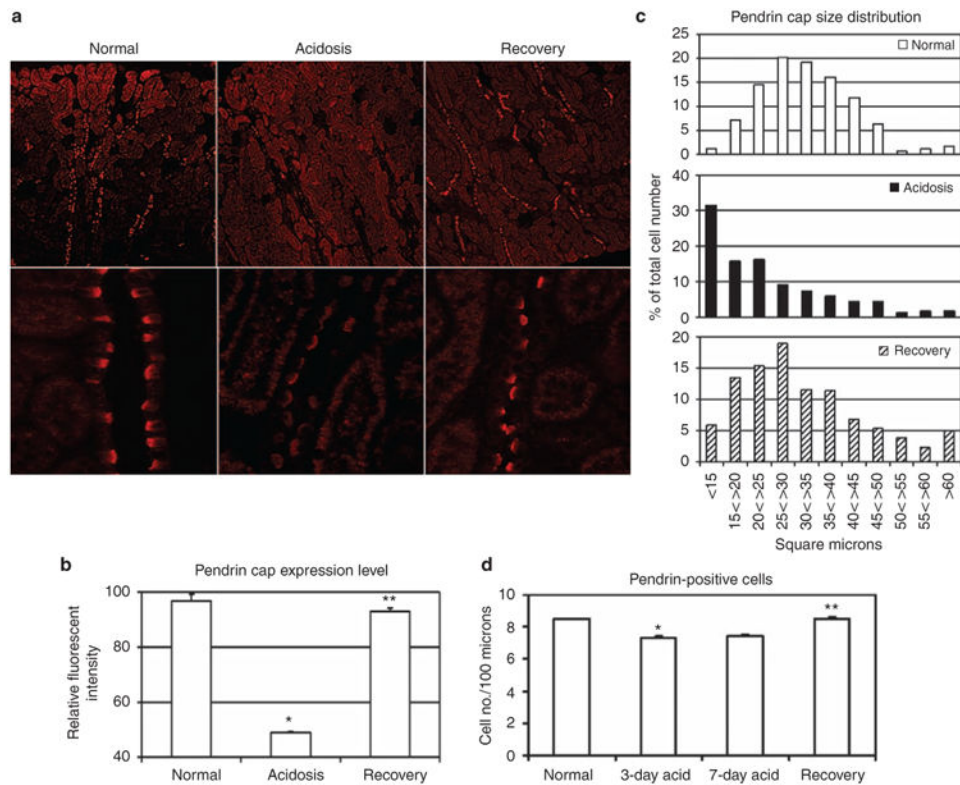 a
Normal Acidosis Recovery
c
Pendrin cap size distribution
25
20
15
10
5
0
Normal
40
30
20
10
0
Acidosis
% of total cell number
20
15
10
5
0
Recovery
<15
15<>20
20<>25
25<>30
30<>35
35<>40
40<>45
45<>50
50<>55
55<>60
>60
Square microns
b
Pendrin cap expression level
Relative fluorescent
intensity
100
80
60
40
*
**
Normal Acidosis Recovery
d
Pendrin-positive cells
Cell no./100 microns
10
8
6
4
2
0
*
**
Normal 3-day acid 7-day acid Recovery